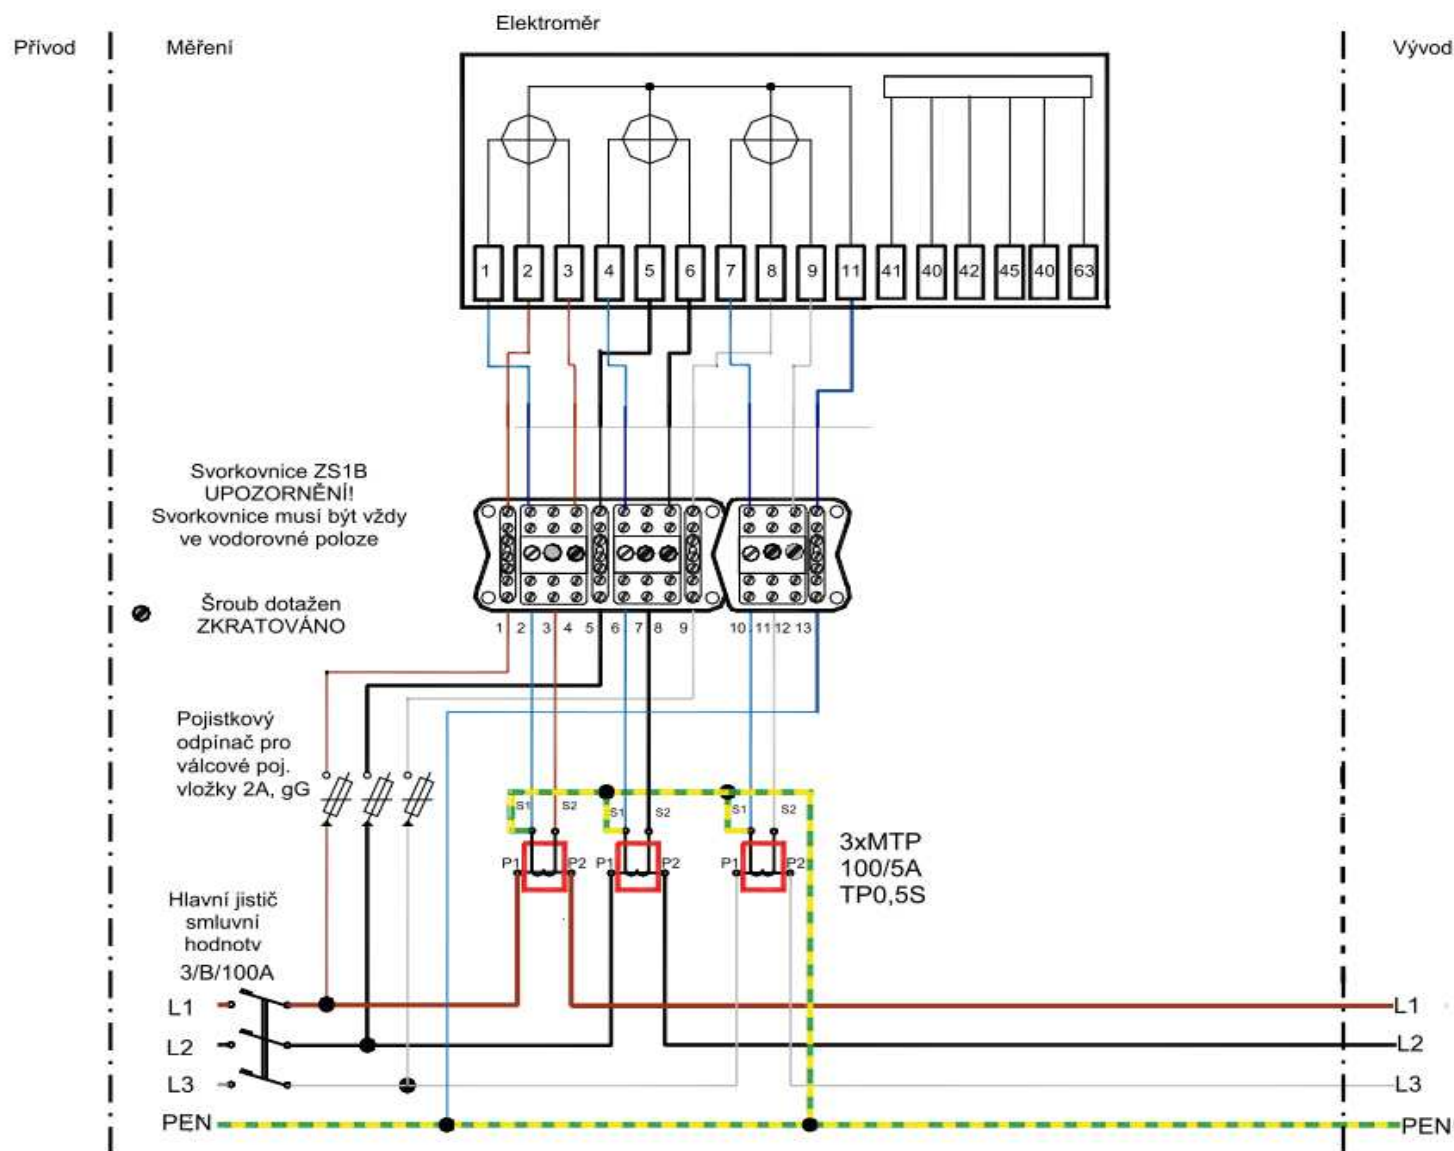 Elektroměr
Přívod
Měření
Vývod
1 2 3 4 5 6 7 8 9 11 41 40 42 45 40 63
Svorkovnice ZS1B
UPOZORNĚNÍ!
Svorkovnice musí být vždy
ve vodorovné poloze
Šroub dotažen
ZKRATOVÁNO
1 2 3 4 5 6 7 8 9 10 11 12 13
Pojistkový
odpínač pro
válcové poj.
vložky 2A, gG
S1 S2 S1 S2 S1 S2
P1 P2 P1 P2 P1 P2
3xMTP
100/5A
TP0,5S
Hlavní jistič
smluvní
hodnotv
3/B/100A
L1 L1
L2 L2
L3 L3
PEN PEN